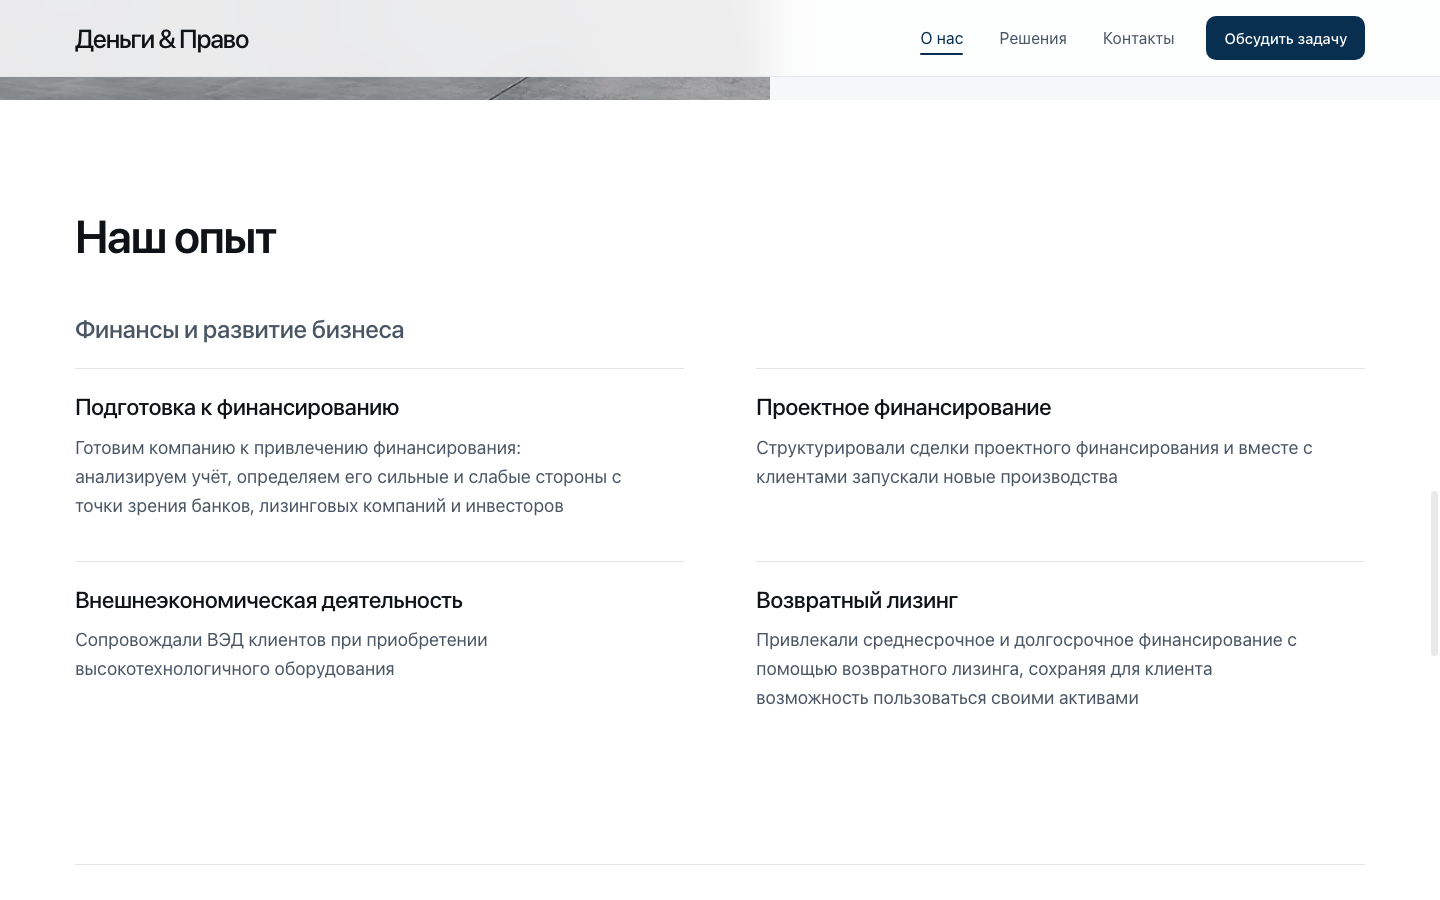 Деньги & Право
О нас
Решения
Контакты
Обсудить задачу
Наш опыт
Финансы и развитие бизнеса
Подготовка к финансированию
Готовим компанию к привлечению финансирования:
анализируем учёт, определяем его сильные и слабые стороны с
точки зрения банков, лизинговых компаний и инвесторов
Проектное финансирование
Структурировали сделки проектного финансирования и вместе с
клиентами запускали новые производства
Внешнеэкономическая деятельность
Сопровождали ВЭД клиентов при приобретении
высокотехнологичного оборудования
Возвратный лизинг
Привлекали среднесрочное и долгосрочное финансирование с
помощью возвратного лизинга, сохраняя для клиента
возможность пользоваться своими активами